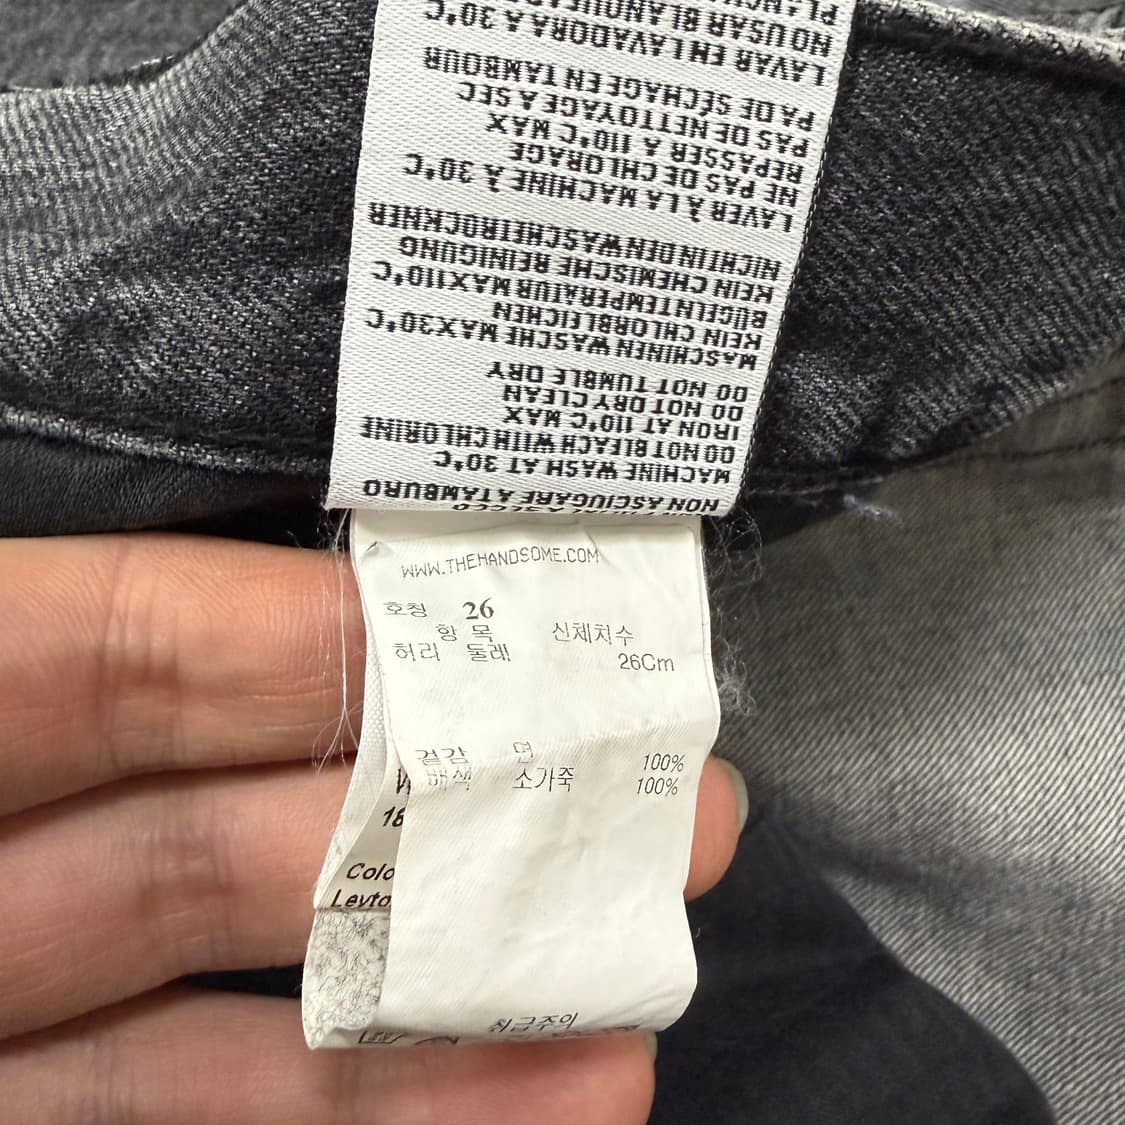 NON ASCIUGARE A TAMBURO
MACHINE WASH AT 30°C
DO NOT BLEACH WITH CHLORINE
IRON AT 110°C MAX
DO NOT DRY CLEAN
DO NOT TUMBLE DRY
MASCHINEN WASCHE MAX30°C
KEIN CHLORBLEICHEN
BÜGELNTEMPERATUR MAX110°C
KEIN CHEMISCHE REINIGUNG
NICHT IN DEN WASCHETROCKNER
LAVER À LA MACHINE À 30°C
NE PAS DE CHLORAGE
REPASSER A 110°C MAX
PAS DE NETTOYAGE A SEC
PA DE SÉCHAGE EN TAMBOUR
LAVAR EN LAVADORA A 30°C
NO USAR
WWW.THEHANDSOME.COM
호칭 26
항 목 신체치수
허리 둘레 26Cm
겉감 면 100%
배색 소가죽 100%
18
Colo
Leyto
취급주의